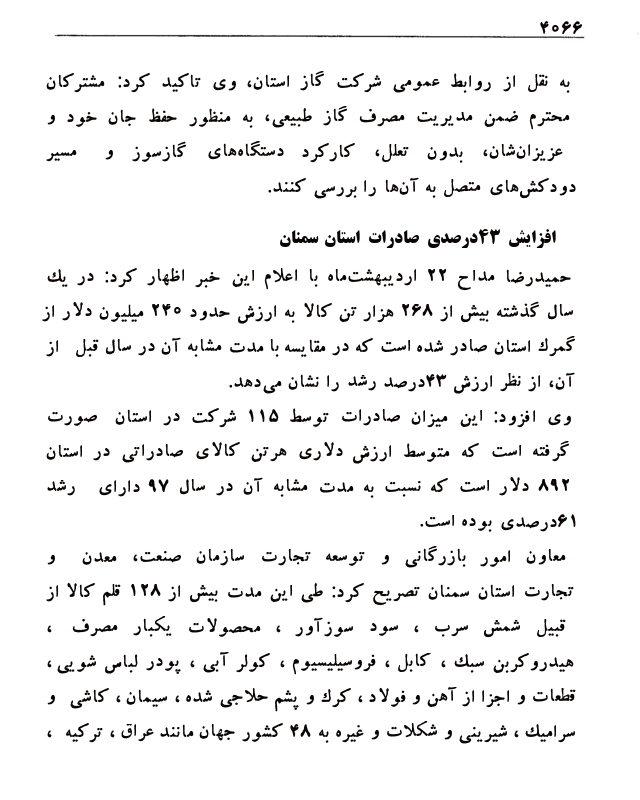 ۴۰۶۶
به نقل از روابط عمومی شرکت گاز استان، وی تاکید کرد: مشترکان
محترم ضمن مدیریت مصرف گاز طبیعی، به منظور حفظ جان خود و
عزیزان‌شان، بدون تعلل، کارکرد دستگاه‌های گازسوز و مسیر
دودکش‌های متصل به آن‌ها را بررسی کنند.
افزایش ۴۳درصدی صادرات استان سمنان
حمیدرضا مداح ۲۲ اردیبهشت‌ماه با اعلام این خبر اظهار کرد: در یك
سال گذشته بیش از ۲۶۸ هزار تن کالا به ارزش حدود ۲۴۰ میلیون دلار از
گمرك استان صادر شده است که در مقایسه با مدت مشابه آن در سال قبل از
آن، از نظر ارزش ۴۳درصد رشد را نشان می‌دهد.
وی افزود: این میزان صادرات توسط ۱۱۵ شرکت در استان صورت
گرفته است که متوسط ارزش دلاری هرتن کالای صادراتی در استان
۸۹۲ دلار است که نسبت به مدت مشابه آن در سال ۹۷ دارای رشد
۶۱درصدی بوده است.
معاون امور بازرگانی و توسعه تجارت سازمان صنعت، معدن و
تجارت استان سمنان تصریح کرد: طی این مدت بیش از ۱۲۸ قلم کالا از
قبیل شمش سرب ، سود سوزآور ، محصولات یکبار مصرف ،
هیدروکربن سبك ، کابل ، فروسیلیسیوم ، کولر آبی ، پودر لباس شویی ،
قطعات و اجزا از آهن و فولاد ، کرك و پشم حلاجی شده ، سیمان ، کاشی و
سرامیك ، شیرینی و شکلات و غیره به ۴۸ کشور جهان مانند عراق ، ترکیه ،